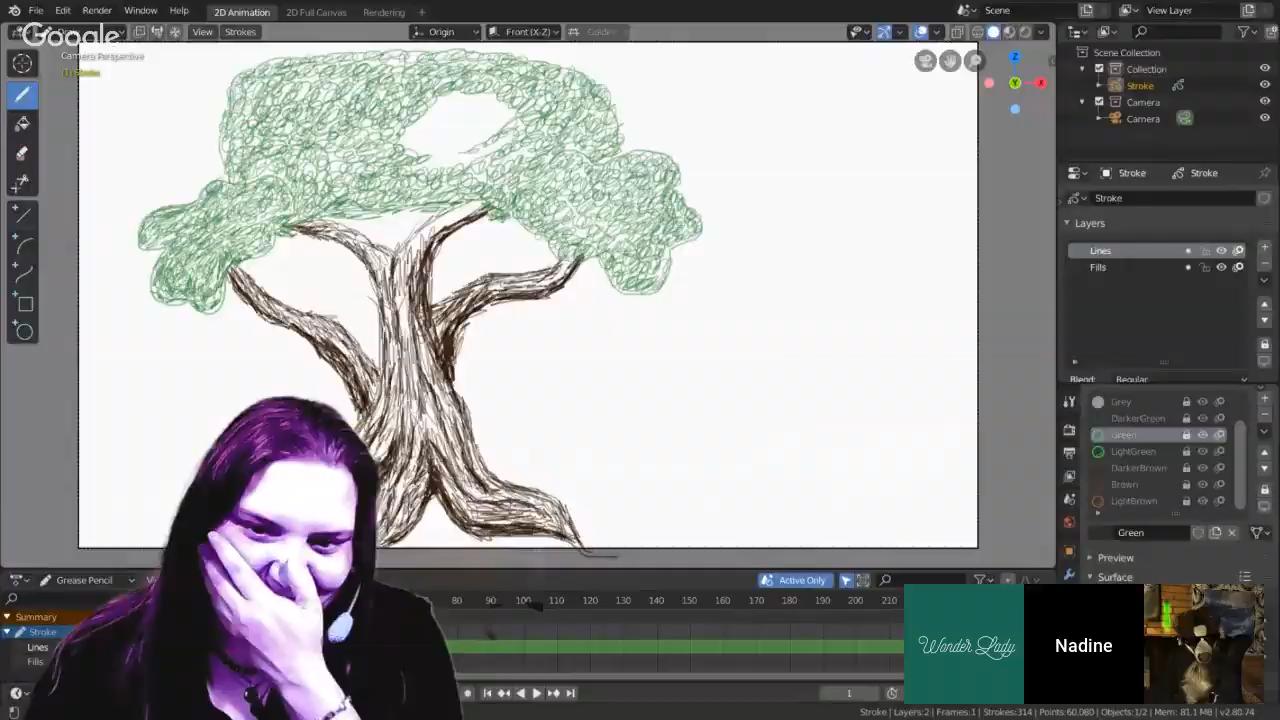 File Edit Render Window Help 2D Animation 2D Full Canvas Rendering + Scene View Layer
Google View Strokes Origin Front (X-Z)
Camera Perspective
(1) Stroke
Z
Y
X
Scene Collection
Collection
Stroke
Camera
Camera
Stroke Stroke
Stroke
Layers
Lines
Fills
Blend: Regular
Grey
DarkerGreen
Green
LightGreen
DarkerBrown
Brown
LightBrown
Green
Preview
Surface
Grease Pencil Active Only
80 90 100 110 120 130 140 150 160 170 180 190 200 210
Summary
Stroke
Lines
Fills
Wonder Lady
Nadine
1
Stroke | Layers:2 | Frames:1 | Strokes:314 | Points:60,080 | Objects:1/2 | Mem: 81.1 MB | v2.80.74